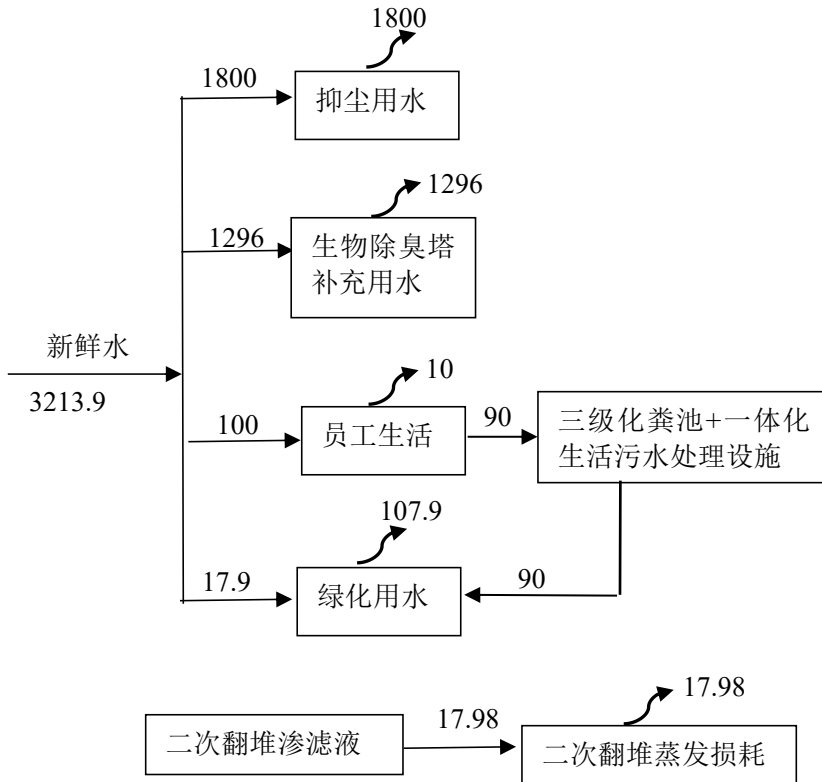 1800
1800
抑尘用水
1296
1296
生物除臭塔
补充用水
新鲜水
3213.9
10
100
员工生活
90
三级化粪池+一体化
生活污水处理设施
107.9
17.9
绿化用水
90
17.98
二次翻堆渗滤液
17.98
二次翻堆蒸发损耗